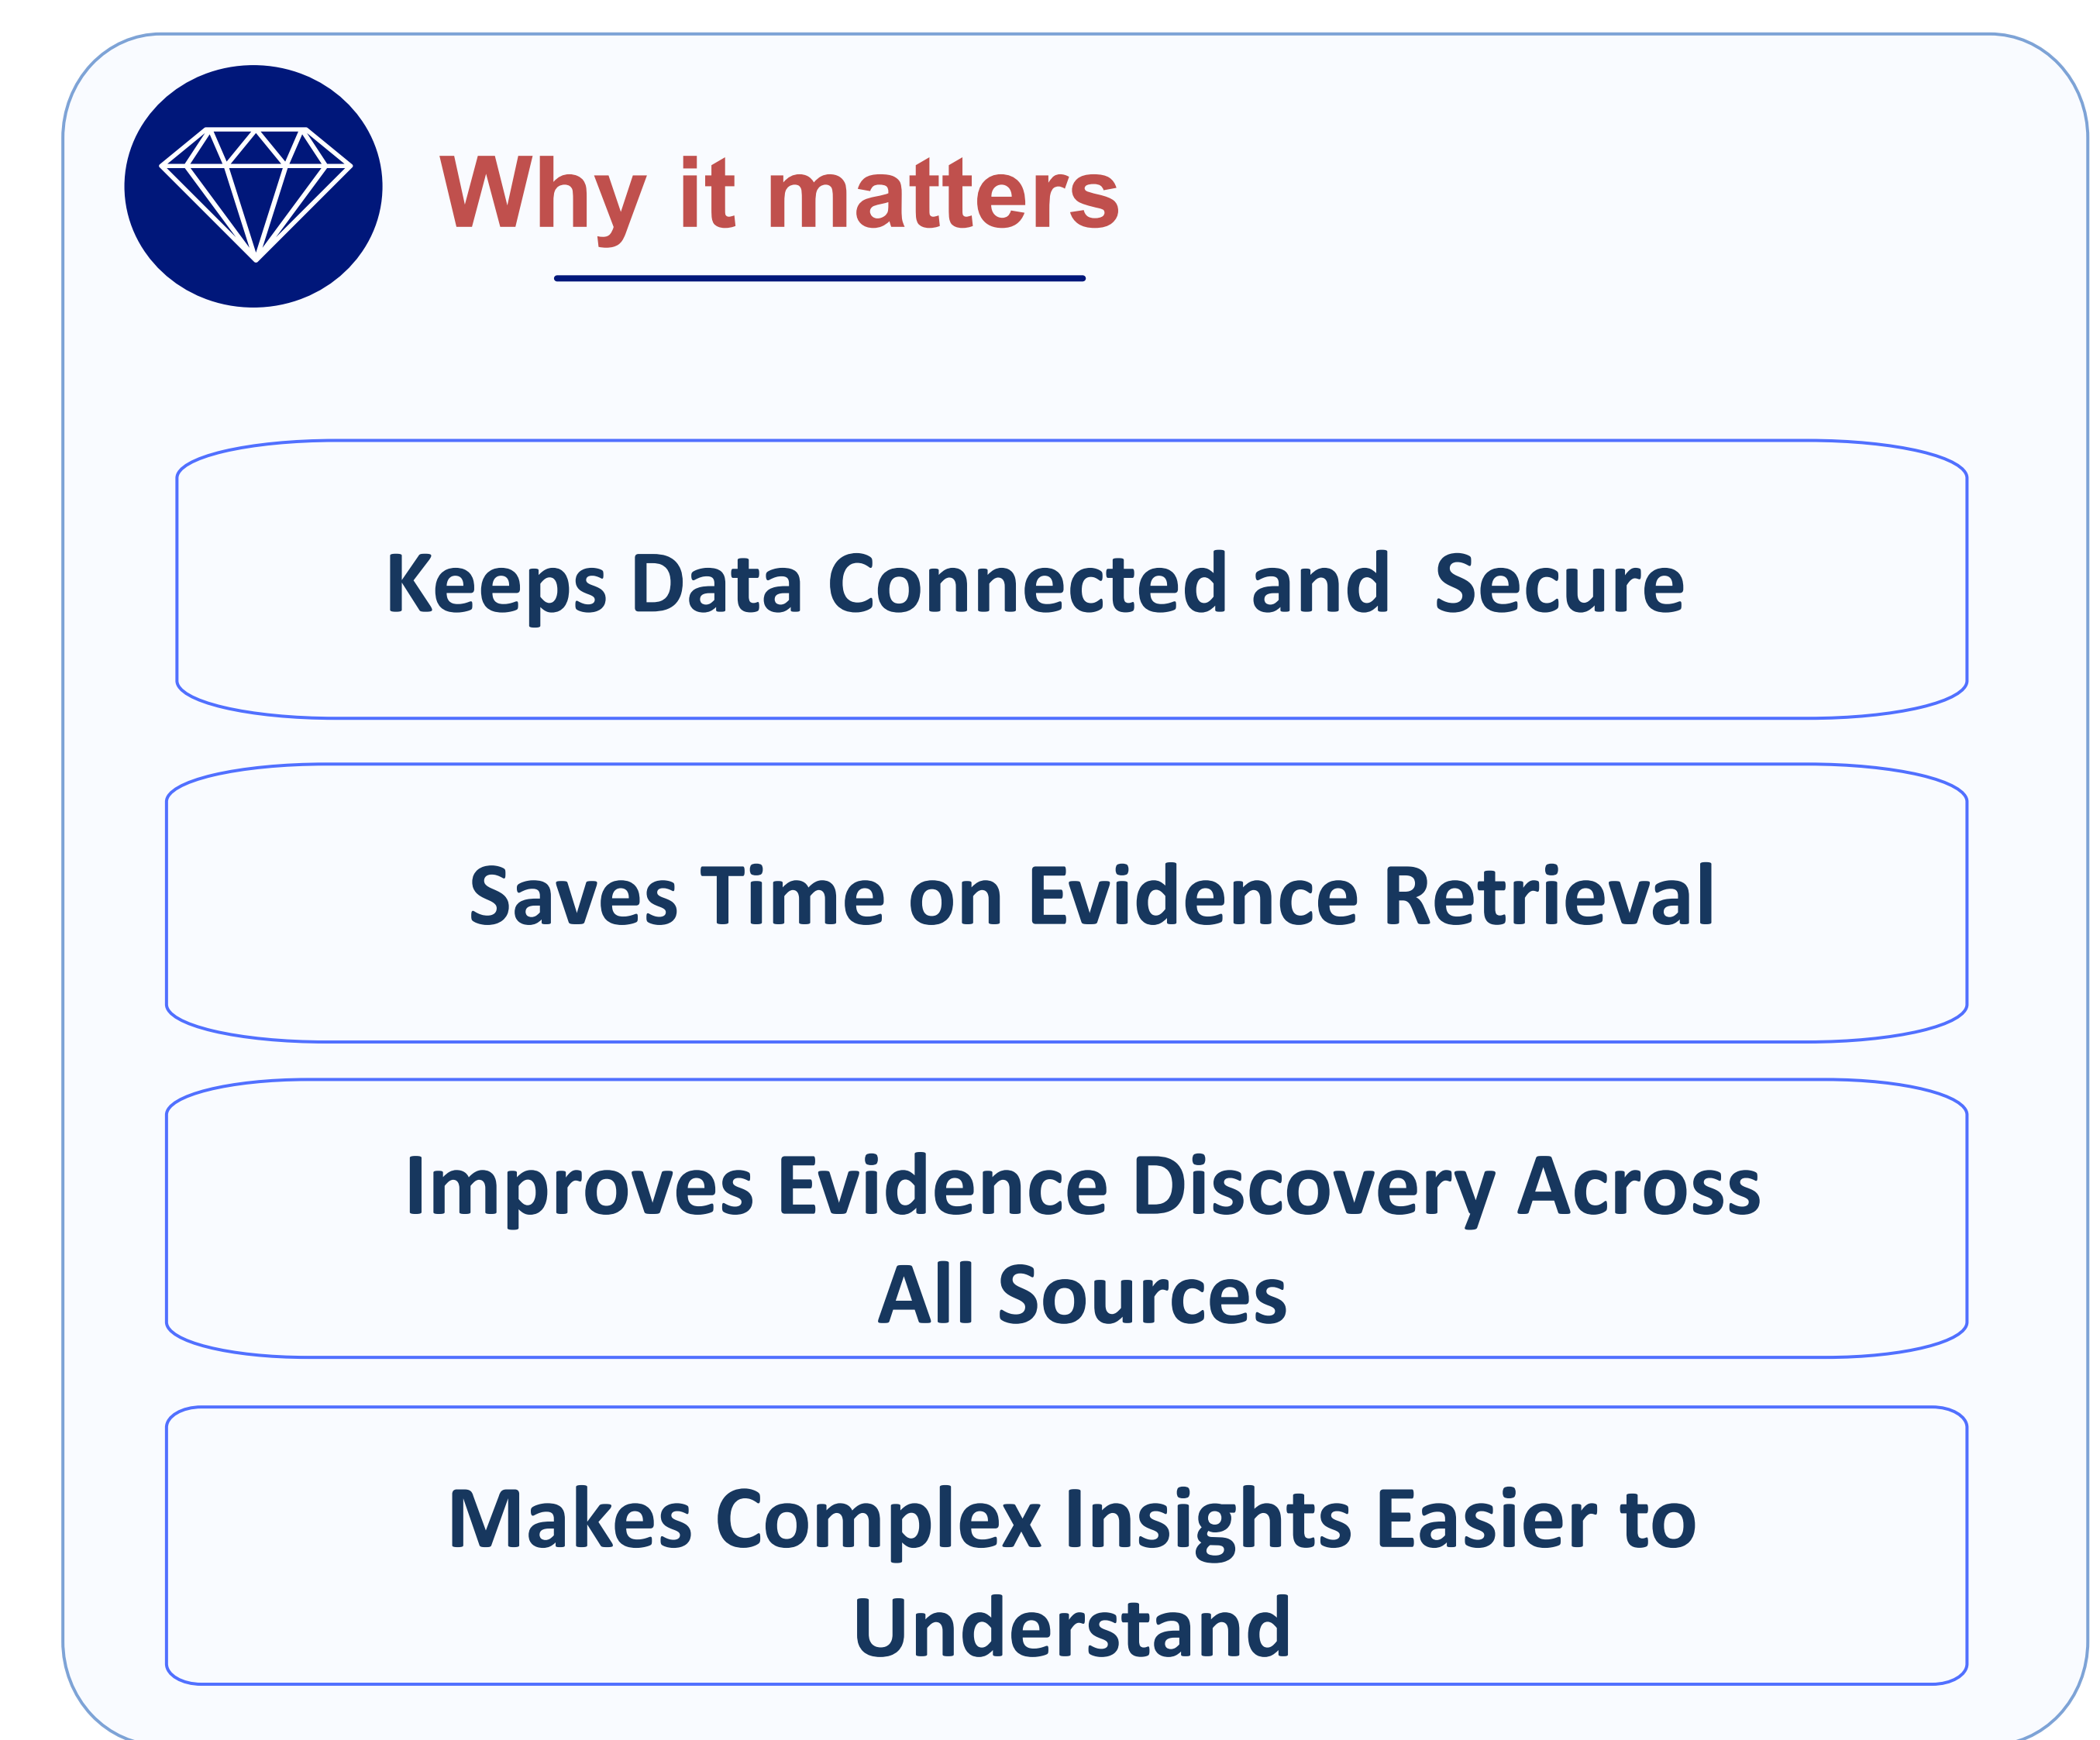 Why it matters
Keeps Data Connected and  Secure
Saves Time on Evidence Retrieval
Improves Evidence Discovery Aross
All Sources
Makes Complex Insights Easier to
Understand